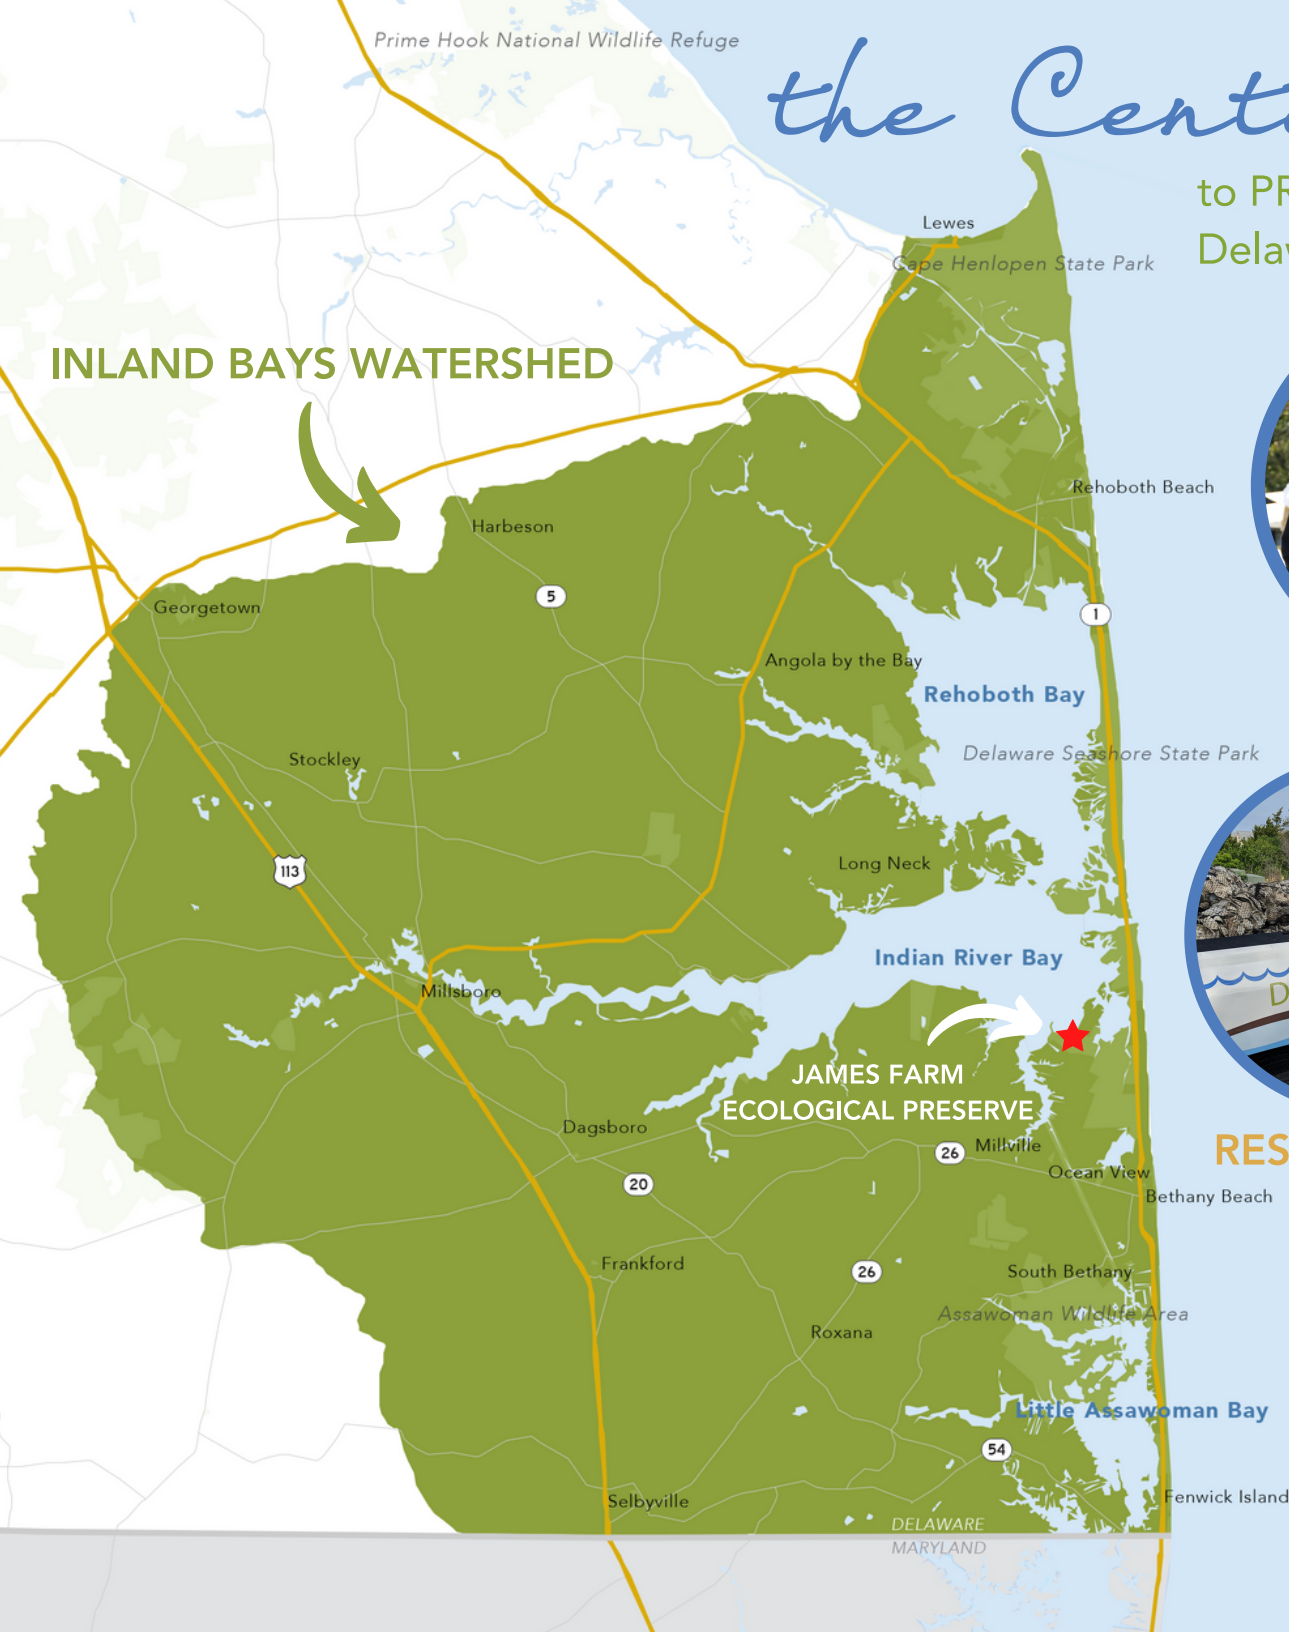 Prime Hook National Wildlife Refuge
the Cent
to PR
Delaw
Lewes
Cape Henlopen State Park
INLAND BAYS WATERSHED
Rehoboth Beach
Harbeson
5
Georgetown
1
Angola by the Bay
Rehoboth Bay
Delaware Seashore State Park
Stockley
113
Long Neck
Indian River Bay
D
Millsboro
JAMES FARM
ECOLOGICAL PRESERVE
Dagsboro
26
Millville
RES
Ocean View
20
Bethany Beach
Frankford
26
South Bethany
Assawoman Wildlife Area
Roxana
Little Assawoman Bay
54
Selbyville
Fenwick Island
DELAWARE
MARYLAND